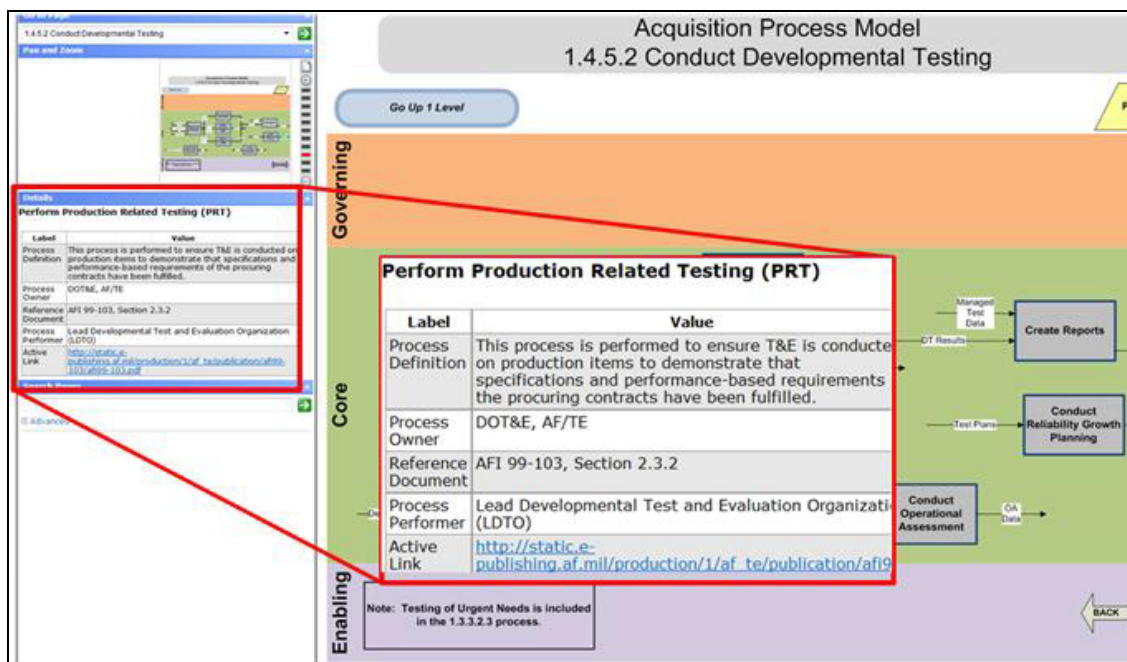 Go to Page
1.4.5.2 Conduct Developmental Testing
Pan and Zoom
Details
Perform Production Related Testing (PRT)
Label Value
Process Definition This process is performed to ensure T&E is conducted on
production items to demonstrate that specifications and
performance-based requirements of the procuring
contracts have been fulfilled.
Process Owner DOT&E, AF/TE
Reference Document AFI 99-103, Section 2.3.2
Process Performer Lead Developmental Test and Evaluation Organization
(LDTO)
Active Link http://static.e-
publishing.af.mil/production/1/af_te/publication/afi99-
103/afi99-103.pdf
Search Pages
Advanced
Acquisition Process Model
1.4.5.2 Conduct Developmental Testing
Go Up 1 Level
P
Governing
Core
Enabling
Perform Production Related Testing (PRT)
Label Value
Process Definition This process is performed to ensure T&E is conducte
on production items to demonstrate that
specifications and performance-based requirements
the procuring contracts have been fulfilled.
Process Owner DOT&E, AF/TE
Reference Document AFI 99-103, Section 2.3.2
Process Performer Lead Developmental Test and Evaluation Organizati
(LDTO)
Active Link http://static.e-
publishing.af.mil/production/1/af_te/publication/afi9
Managed
Test
Data
DT Results
Create Reports
Test Plans
Conduct
Reliability Growth
Planning
Conduct
Operational
Assessment
OA
Data
Note: Testing of Urgent Needs is included
in the 1.3.3.2.3 process.
BACK